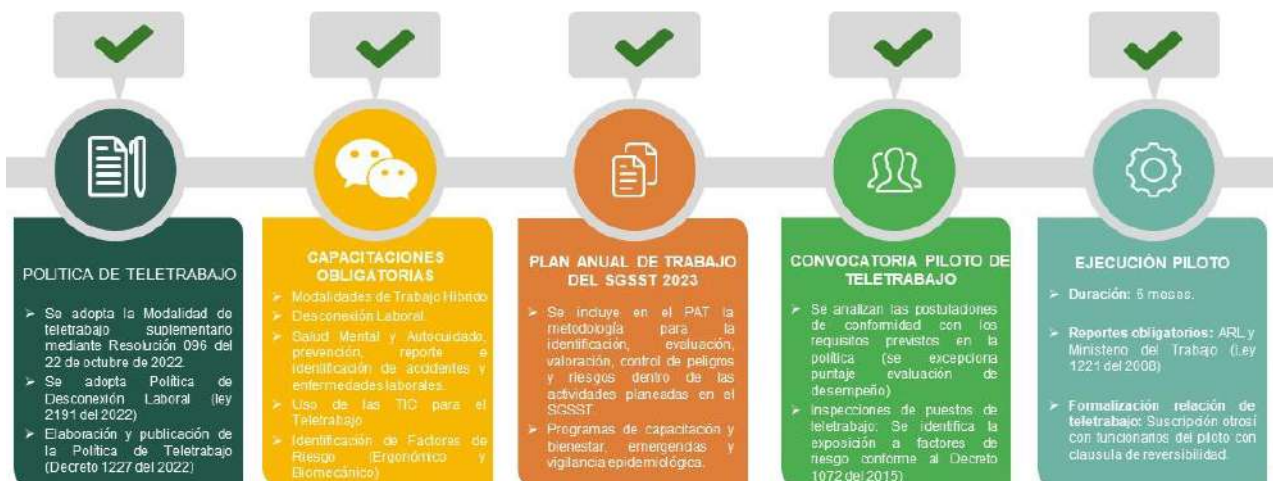 POLITICA DE TELETRABAJO
➢ Se adopta la Modalidad de
teletrabajo suplementario
mediante Resolución 096 del
22 de octubre de 2022.
➢ Se adopta Política de
Desconexión Laboral (ley
2191 del 2022)
➢ Elaboración y publicación de
la Política de Teletrabajo
(Decreto 1227 del 2022)
CAPACITACIONES
OBLIGATORIAS
➢ Modalidades de Trabajo Hibrido
➢ Desconexión Laboral.
➢ Salud Mental y Autocuidado,
prevención, reporte e
identificación de accidentes y
enfermedades laborales.
➢ Uso de las TIC para el
Teletrabajo
➢ Identificación de Factores de
Riesgo (Ergonómico y
Biomecánico)
PLAN ANUAL DE TRABAJO
DEL SGSST 2023
➢ Se incluye en el PAT la
metodología para la
identificación, evaluación,
valoración, control de peligros
y riesgos dentro de las
actividades planeadas en el
SGSST.
➢ Programas de capacitación y
bienestar, emergencias y
vigilancia epidemiológica.
CONVOCATORIA PILOTO DE
TELETRABAJO
➢ Se analizan las postulaciones
de conformidad con los
requisitos previstos en la
política (se excepciona
puntaje evaluación de
desempeño)
➢ Inspecciones de puestos de
teletrabajo: Se identifica la
exposición a factores de
riesgo conforme al Decreto
1072 del 2015)
EJECUCIÓN PILOTO
➢ Duración: 6 meses.
➢ Reportes obligatorios: ARL y
Ministerio del Trabajo (Ley
1221 del 2008)
➢ Formalización relación de
teletrabajo: Suscripción otrosí
con funcionarios del piloto con
clausula de reversibilidad.